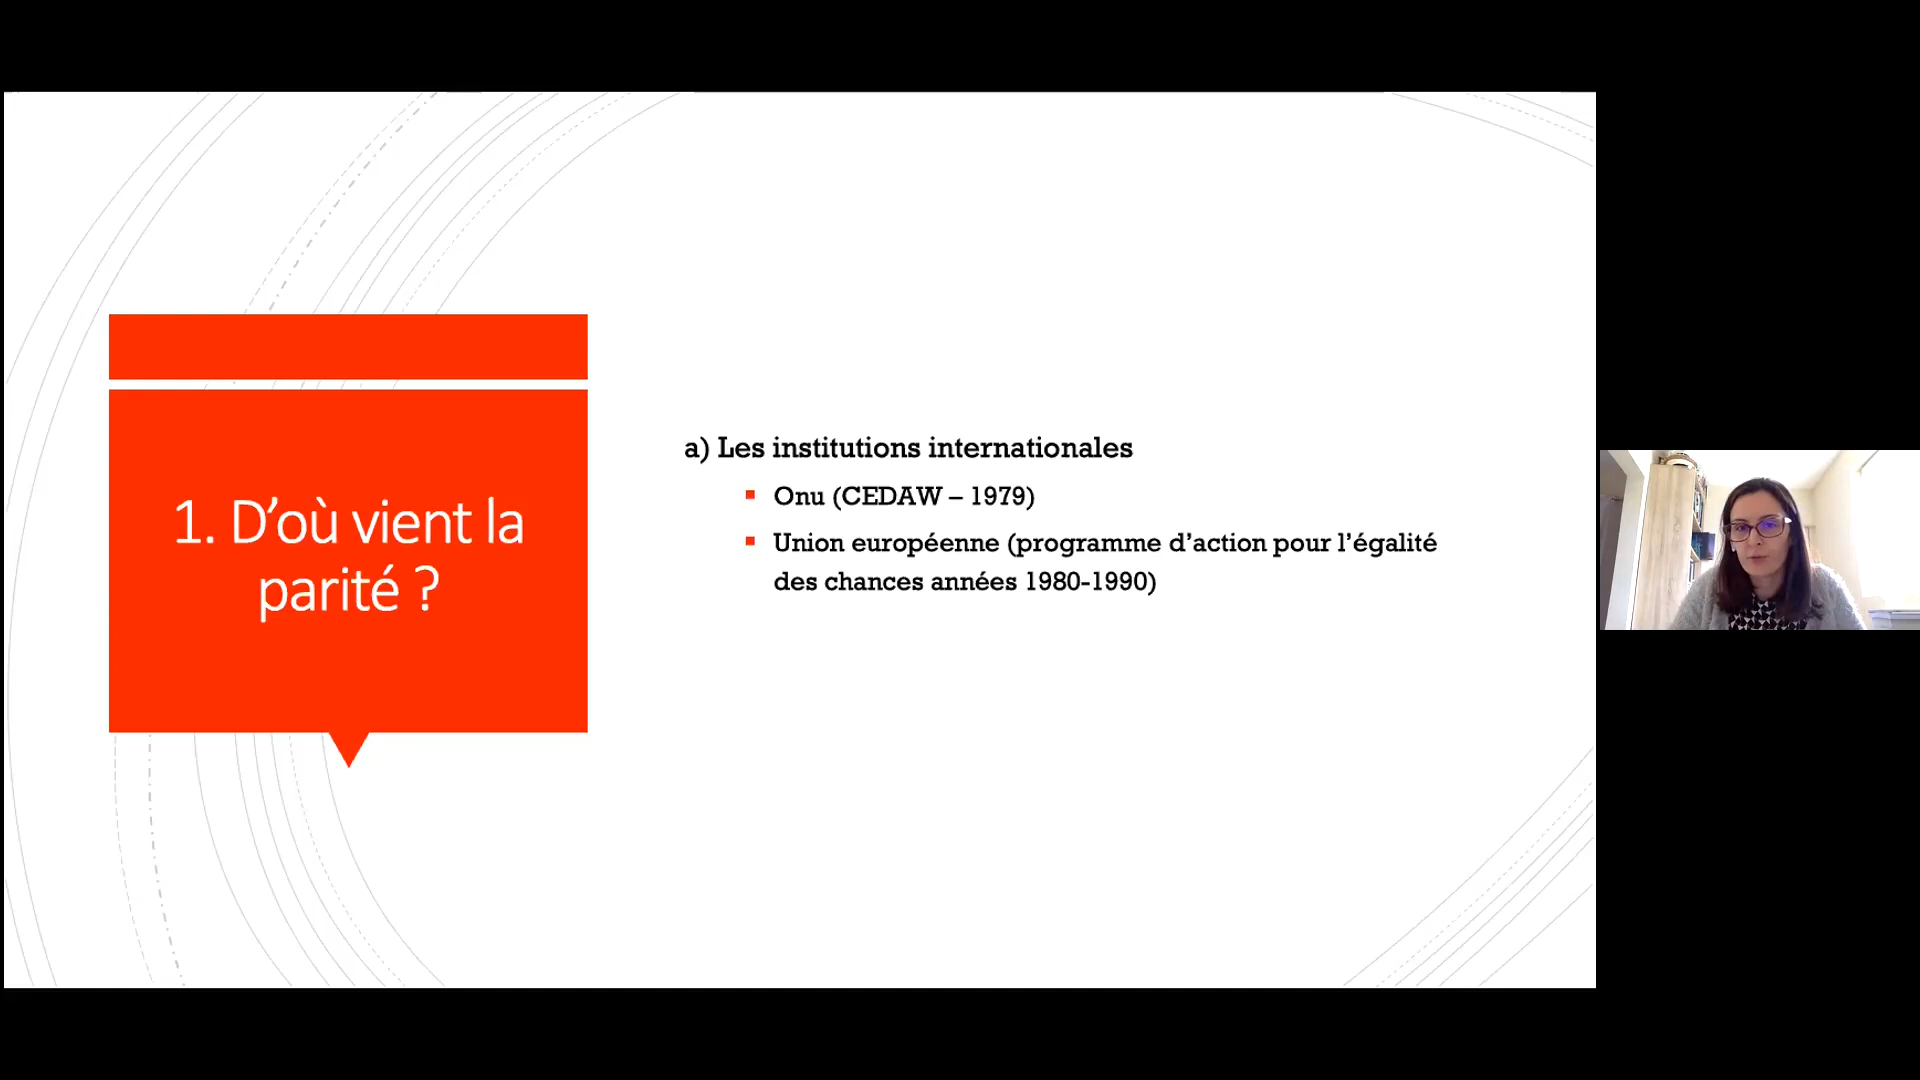 1. D’où vient la
parité ?
a) Les institutions internationales
Onu (CEDAW – 1979)
Union européenne (programme d’action pour l’égalité
des chances années 1980-1990)